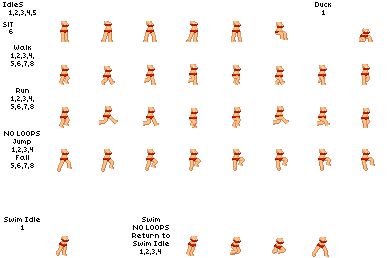 IdleS
1,2,3,4,5
Duck
1
SIT
6
Walk
1,2,3,4,
5,6,7,8
Run
1,2,3,4,
5,6,7,8
NO LOOPS
Jump
1,2,3,4
Fall
5,6,7,8
Swim Idle
1
Swim
NO LOOPS
Return to
Swim Idle
1,2,3,4